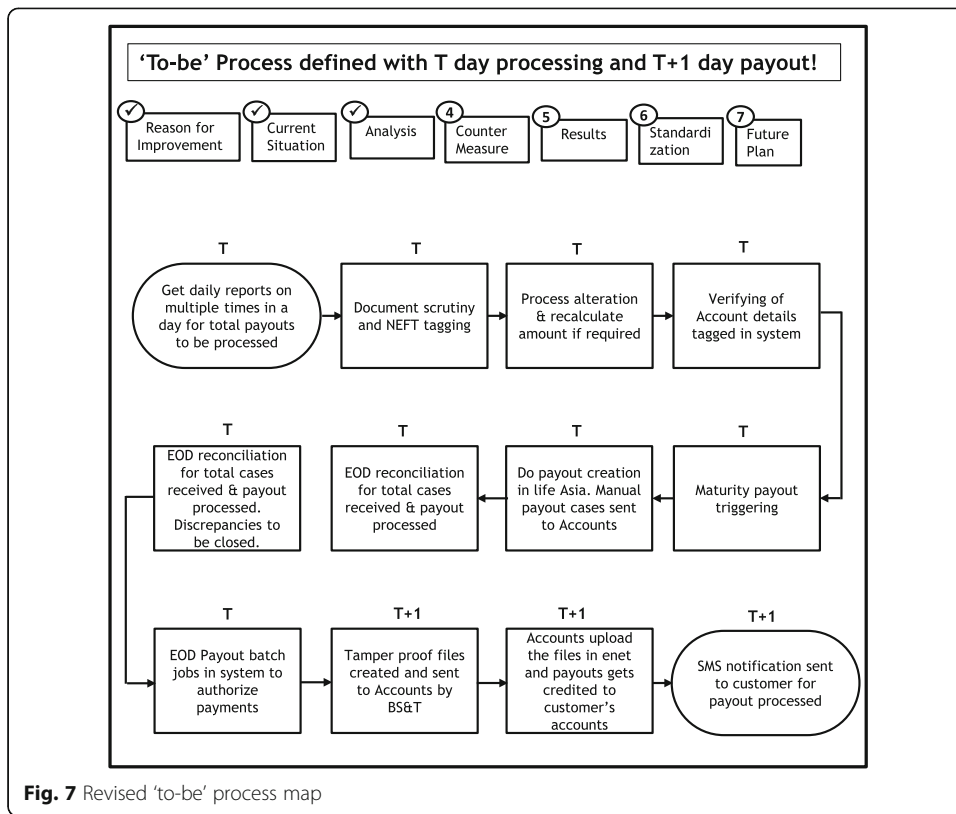 'To-be' Process defined with T day processing and T+1 day payout!
✓
Reason for
Improvement
✓
Current
Situation
✓
Analysis
4
Counter
Measure
5
Results
6
Standardi
zation
7
Future
Plan
T
Get daily reports on
multiple times in a
day for total payouts
to be processed
T
Document scrutiny
and NEFT tagging
T
Process alteration
& recalculate
amount if required
T
Verifying of
Account details
tagged in system
T
EOD reconciliation
for total cases
received & payout
processed.
Discrepancies to
be closed.
T
EOD reconciliation
for total cases
received & payout
processed
T
Do payout creation
in life Asia. Manual
payout cases sent
to Accounts
T
Maturity payout
triggering
T
EOD Payout batch
jobs in system to
authorize
payments
T+1
Tamper proof files
created and sent
to Accounts by
BS&T
T+1
Accounts upload
the files in enet
and payouts gets
credited to
customer's
accounts
T+1
SMS notification sent
to customer for
payout processed
Fig. 7 Revised 'to-be' process map